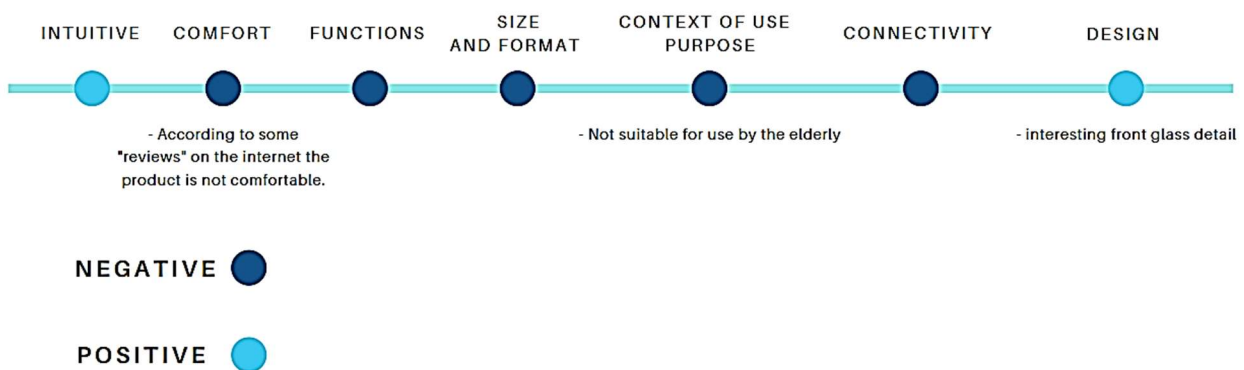 INTUITIVE
COMFORT
FUNCTIONS
SIZE
AND FORMAT
CONTEXT OF USE
PURPOSE
CONNECTIVITY
DESIGN
- According to some
"reviews" on the internet the
product is not comfortable.
- Not suitable for use by the elderly
- interesting front glass detail
NEGATIVE
POSITIVE